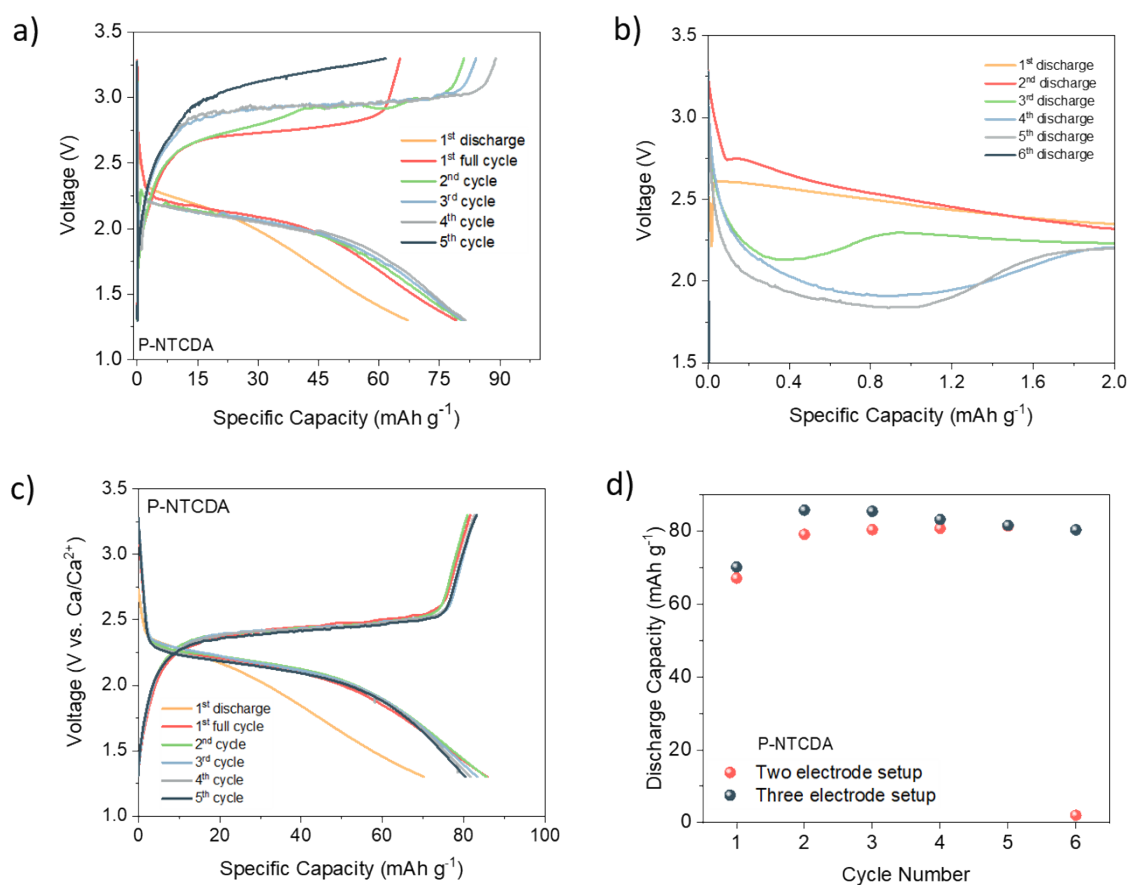 a)
3.5
3.0
2.5
2.0
1.5
1.0
Voltage (V)
1st discharge
1st full cycle
2nd cycle
3rd cycle
4th cycle
5th cycle
P-NTCDA
0 15 30 45 60 75 90
Specific Capacity (mAh g-1)
b)
3.5
3.0
2.5
2.0
1.5
Voltage (V)
1st discharge
2nd discharge
3rd discharge
4th discharge
5th discharge
6th discharge
0.0 0.4 0.8 1.2 1.6 2.0
Specific Capacity (mAh g-1)
c)
3.5
3.0
2.5
2.0
1.5
1.0
Voltage (V vs. Ca/Ca2+)
P-NTCDA
1st discharge
1st full cycle
2nd cycle
3rd cycle
4th cycle
5th cycle
0 20 40 60 80 100
Specific Capacity (mAh g-1)
d)
80
60
40
20
0
Discharge Capacity (mAh g-1)
P-NTCDA
Two electrode setup
Three electrode setup
1 2 3 4 5 6
Cycle Number